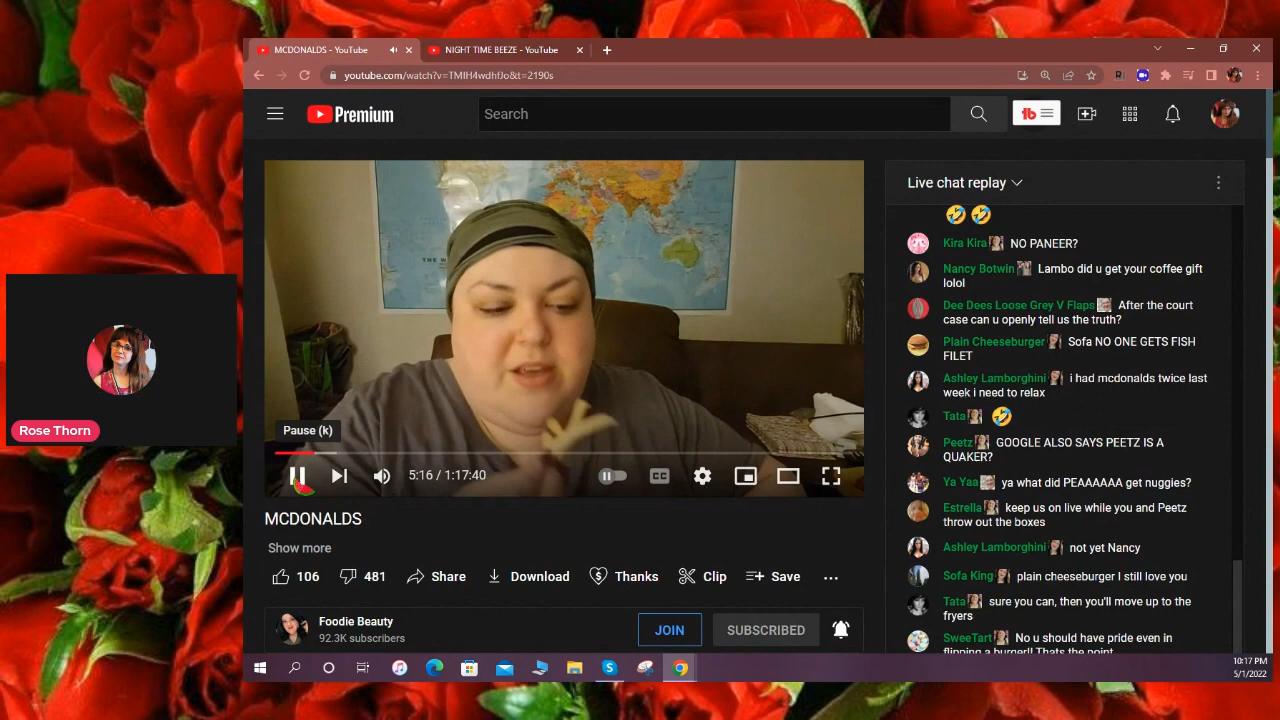 MCDONALDS - YouTube
NIGHT TIME BEEZE - YouTube
youtube.com/watch?v=TMIH4wdhfJo&t=2190s
Premium
Search
Live chat replay
Kira Kira NO PANEER?
Nancy Botwin Lambo did u get your coffee gift
lolol
Dee Dees Loose Grey V Flaps After the court
case can u openly tell us the truth?
Plain Cheeseburger Sofa NO ONE GETS FISH
FILET
Ashley Lamborghini i had mcdonalds twice last
week i need to relax
Tata
Peetz GOOGLE ALSO SAYS PEETZ IS A
QUAKER?
Ya Yaa ya what did PEAAAAAA get nuggies?
Estrella keep us on live while you and Peetz
throw out the boxes
Ashley Lamborghini not yet Nancy
Sofa King plain cheeseburger I still love you
Tata sure you can, then you'll move up to the
fryers
SweeTart No u should have pride even in
flipping a burger!! Thats the point
THE W
Pause (k)
5:16 / 1:17:40
CC
Rose Thorn
MCDONALDS
Show more
106
481
Share
Download
Thanks
Clip
Save
Foodie Beauty
92.3K subscribers
JOIN
SUBSCRIBED
10:17 PM
5/1/2022